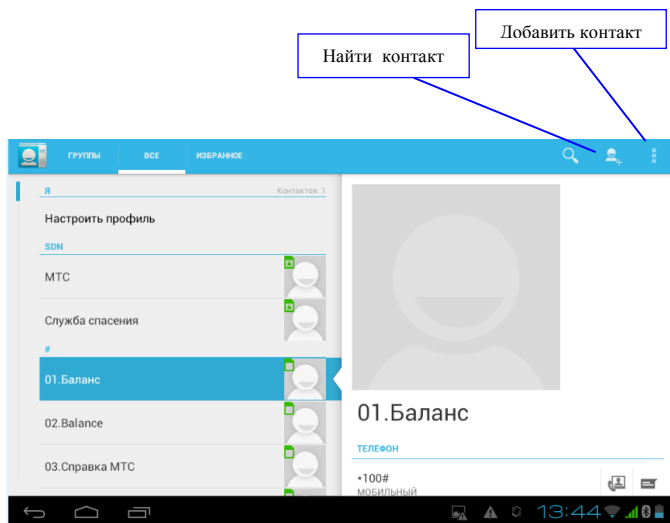 Добавить контакт
Найти контакт
ГРУППЫ ВСЕ ИЗБРАННОЕ
Я Контактов: 1
Настроить профиль
SDN
МТС
Служба спасения
#
01.Баланс
02.Balance
03.Справка МТС
01.Баланс
ТЕЛЕФОН
*100#
МОБИЛЬНЫЙ
13:44